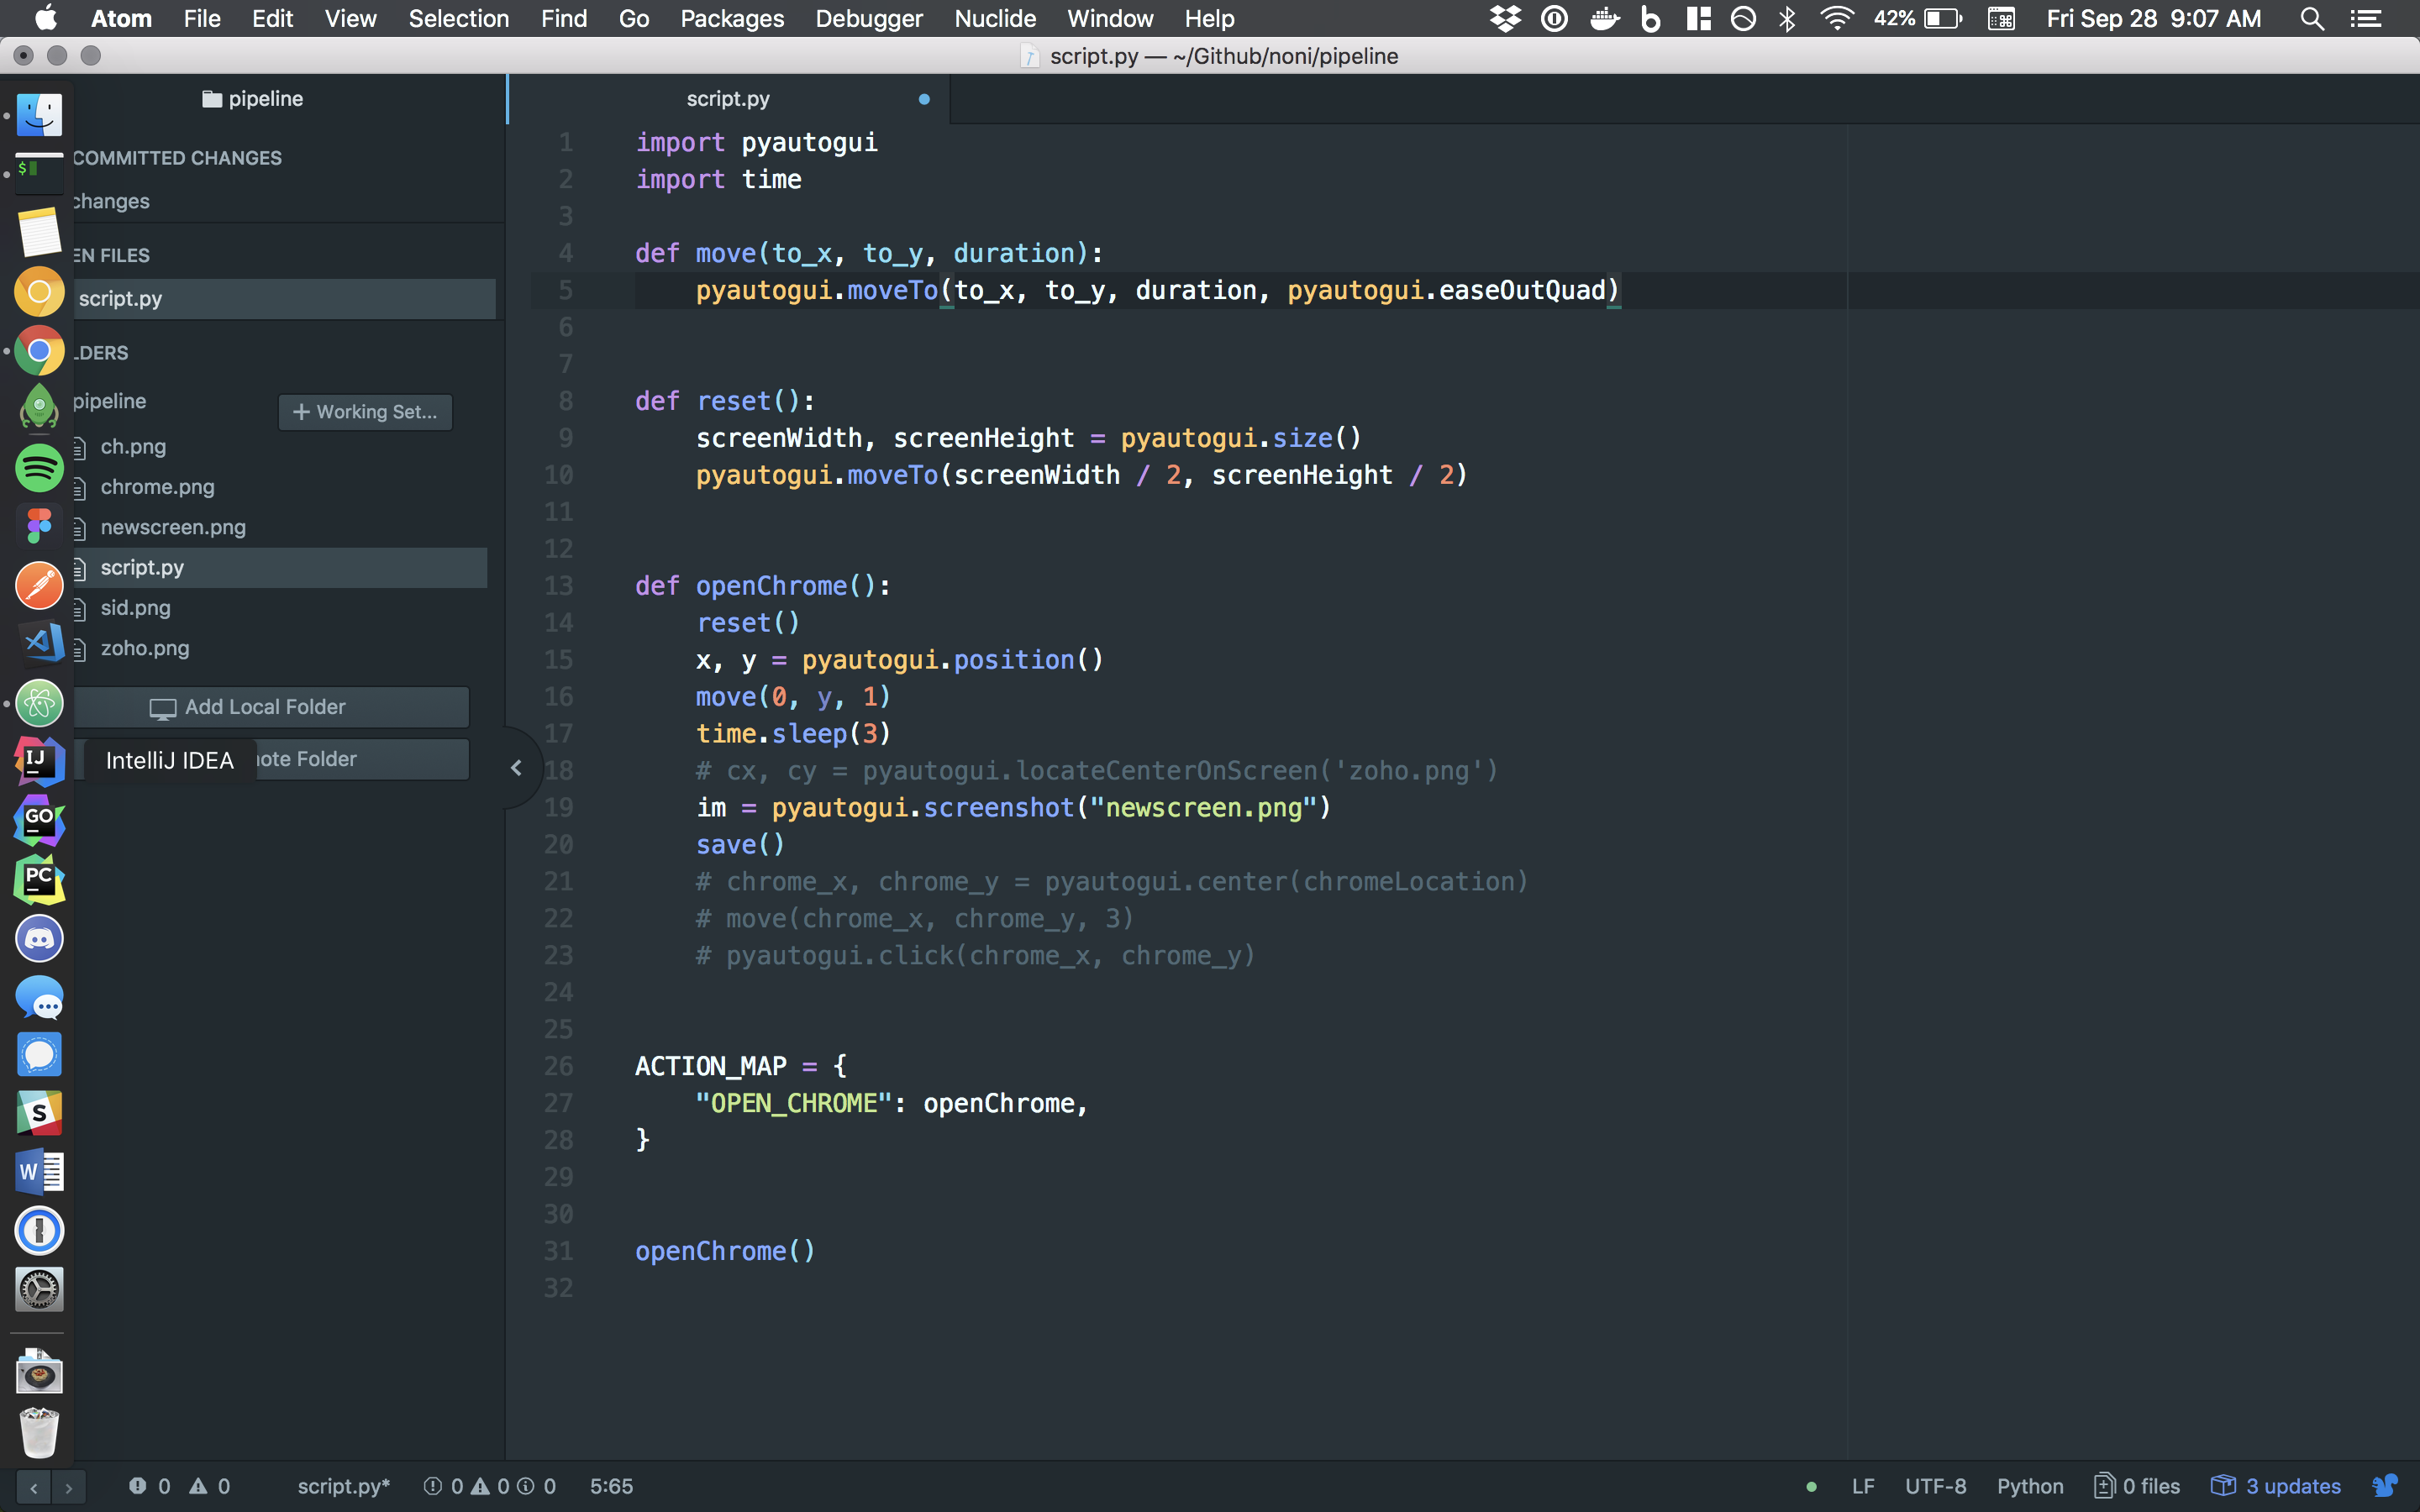 Atom File Edit View Selection Find Go Packages Debugger Nuclide Window Help 42% Fri Sep 28 9:07 AM
script.py — ~/Github/noni/pipeline
pipeline
script.py
COMMITTED CHANGES
changes
EN FILES
script.py
LDERS
pipeline
+ Working Set...
ch.png
chrome.png
newscreen.png
script.py
sid.png
zoho.png
Add Local Folder
IntelliJ IDEA
ote Folder
1 import pyautogui
2 import time
3
4 def move(to_x, to_y, duration):
5 pyautogui.moveTo(to_x, to_y, duration, pyautogui.easeOutQuad)
6
7
8 def reset():
9 screenWidth, screenHeight = pyautogui.size()
10 pyautogui.moveTo(screenWidth / 2, screenHeight / 2)
11
12
13 def openChrome():
14 reset()
15 x, y = pyautogui.position()
16 move(0, y, 1)
17 time.sleep(3)
18 # cx, cy = pyautogui.locateCenterOnScreen('zoho.png')
19 im = pyautogui.screenshot("newscreen.png")
20 save()
21 # chrome_x, chrome_y = pyautogui.center(chromeLocation)
22 # move(chrome_x, chrome_y, 3)
23 # pyautogui.click(chrome_x, chrome_y)
24
25
26 ACTION_MAP = {
27 "OPEN_CHROME": openChrome,
28 }
29
30
31 openChrome()
32
IJ
GO
PC
S
W
0 0 script.py* 0 0 0 5:65 LF UTF-8 Python 0 files 3 updates